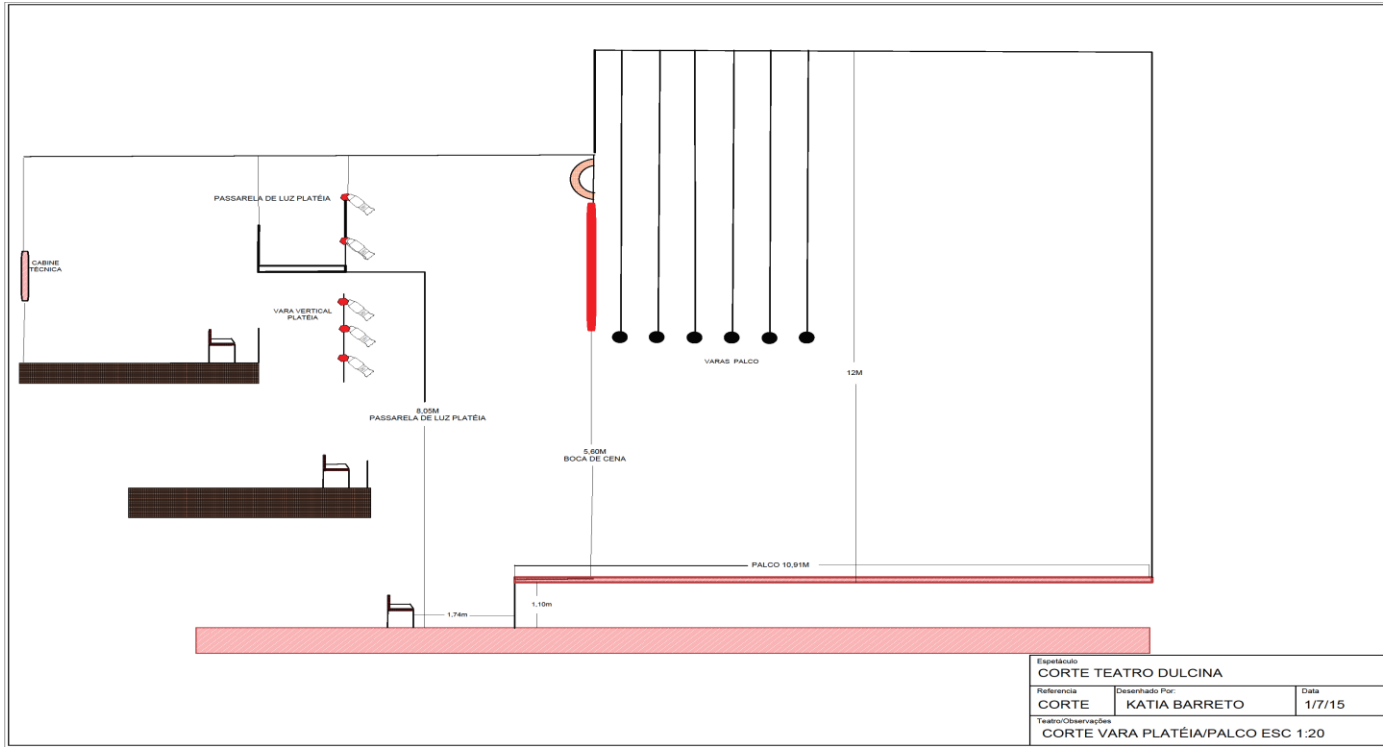 PASSARELA DE LUZ PLATÉIA
CABINE
TÉCNICA
VARA VERTICAL
PLATÉIA
VARAS PALCO
12M
8,05M
PASSARELA DE LUZ PLATÉIA
5,60M
BOCA DE CENA
PALCO 10,91M
1,74m
1,10m
Espetáculo
CORTE TEATRO DULCINA
Referencia
CORTE
Desenhado Por:
KATIA BARRETO
Data
1/7/15
Teatro/Observações
CORTE VARA PLATÉIA/PALCO ESC 1:20